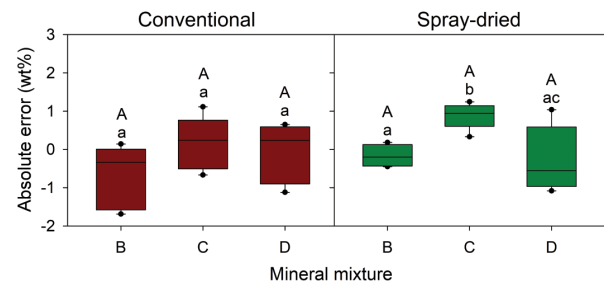 Conventional
Spray-dried
Absolute error (wt%)
3
2
1
0
-1
-2
A
a
A
a
A
a
A
a
A
b
A
ac
B
C
D
B
C
D
Mineral mixture